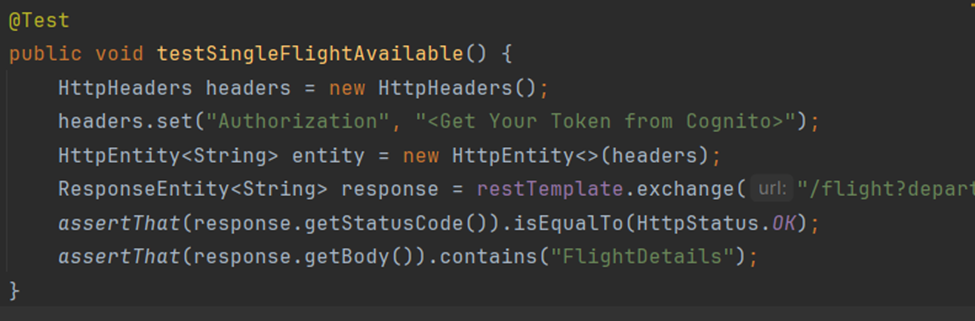 @Test
public void testSingleFlightAvailable() {
HttpHeaders headers = new HttpHeaders();
headers.set("Authorization", "<Get Your Token from Cognito>");
HttpEntity<String> entity = new HttpEntity<>(headers);
ResponseEntity<String> response = restTemplate.exchange( url: "/flight?depart
assertThat(response.getStatusCode()).isEqualTo(HttpStatus.OK);
assertThat(response.getBody()).contains("FlightDetails");
}